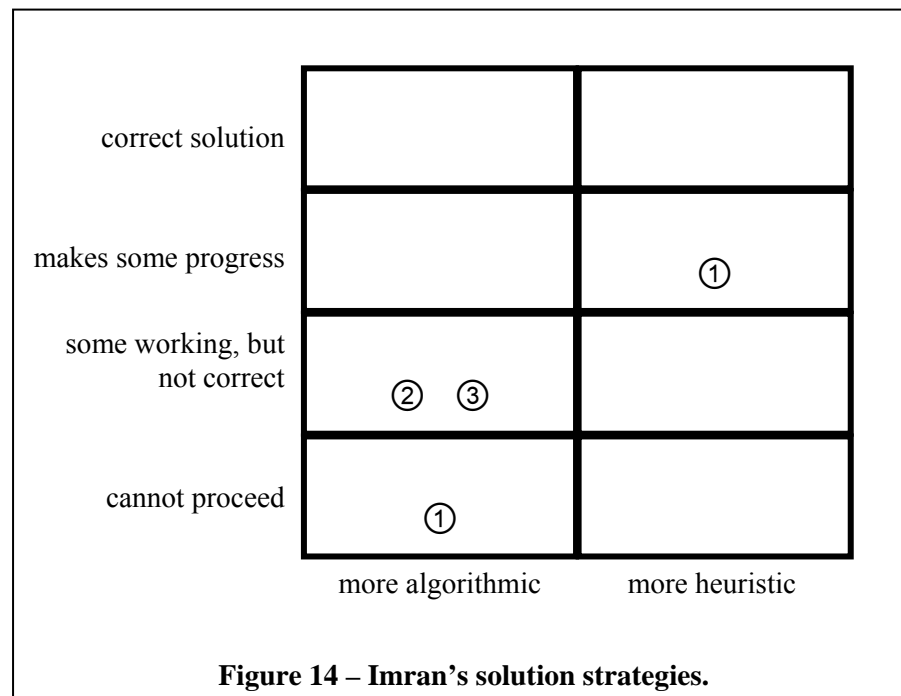 correct solution
makes some progress
①
some working, but
not correct
② ③
cannot proceed
①
more algorithmic more heuristic
Figure 14 – Imran’s solution strategies.